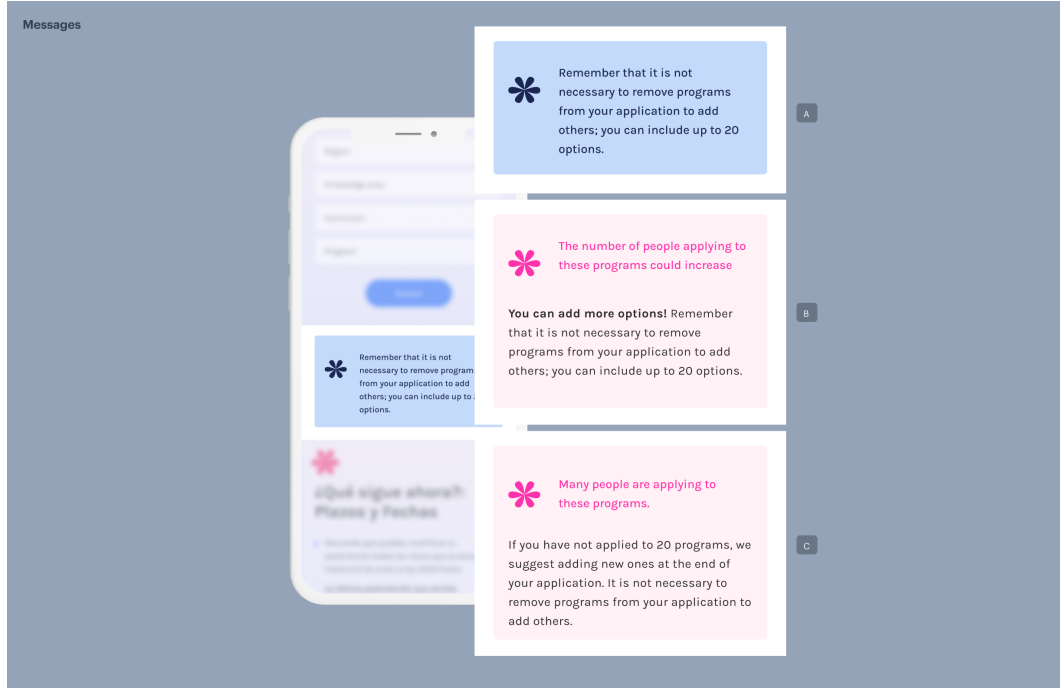 Messages
Remember that it is not
necessary to remove programs
from your application to add
others; you can include up to 20
options.
A
The number of people applying to
these programs could increase
You can add more options! Remember
that it is not necessary to remove
programs from your application to add
others; you can include up to 20 options.
B
Many people are applying to
these programs.
If you have not applied to 20 programs, we
suggest adding new ones at the end of
your application. It is not necessary to
remove programs from your application to
add others.
C
Remember that it is not
necessary to remove program
from your application to add
others; you can include up to
options.
¿Qué sigue ahora?:
Plazos y Fechas